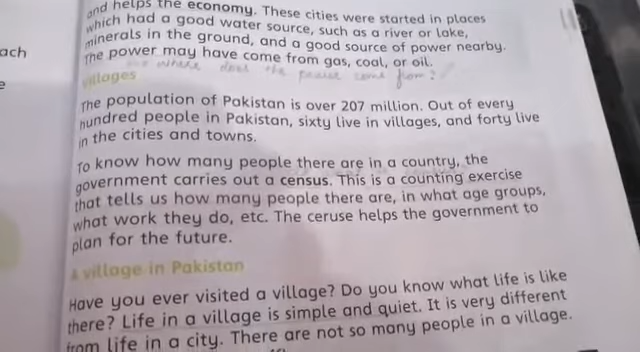 and helps the economy. These cities were started in places
which had a good water source, such as a river or lake,
minerals in the ground, and a good source of power nearby.
The power may have come from gas, coal, or oil.
where does the come from?
villages
The population of Pakistan is over 207 million. Out of every
hundred people in Pakistan, sixty live in villages, and forty live
in the cities and towns.
To know how many people there are in a country, the
government carries out a census. This is a counting exercise
that tells us how many people there are, in what age groups,
what work they do, etc. The ceruse helps the government to
plan for the future.
A village in Pakistan
Have you ever visited a village? Do you know what life is like
there? Life in a village is simple and quiet. It is very different
from life in a city. There are not so many people in a village.
ach
e